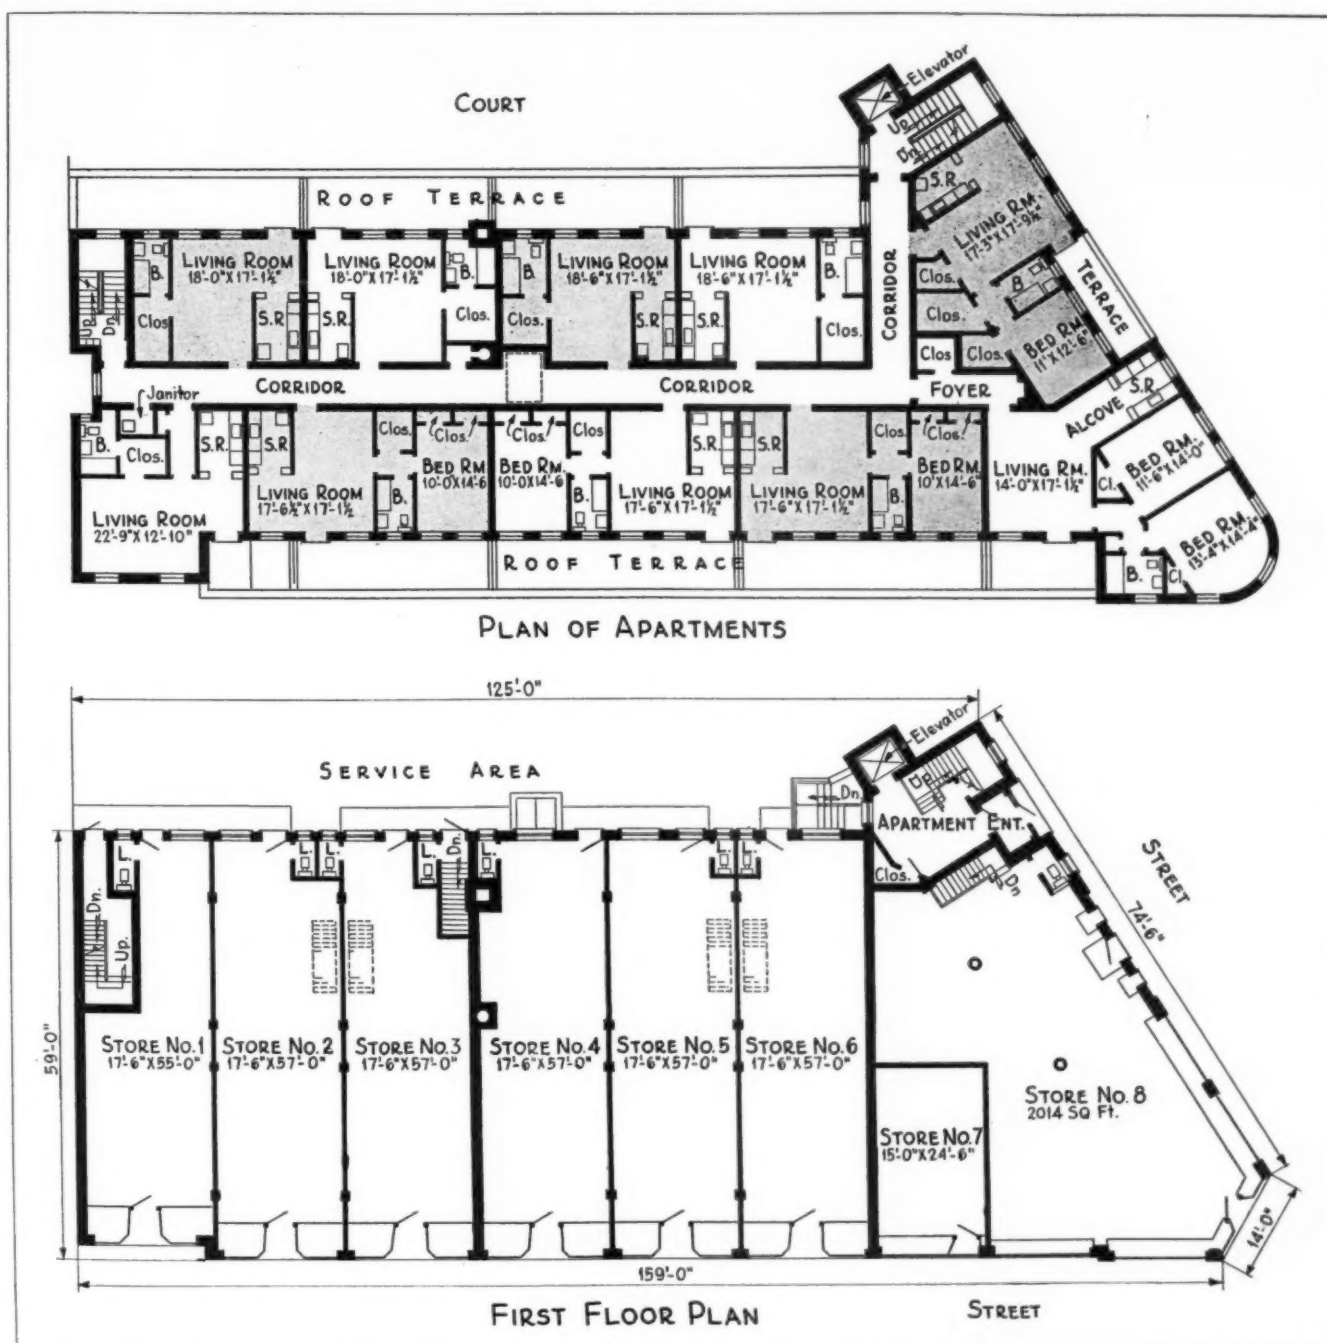 COURT
Elevator
Up
Dn.
ROOF TERRACE
S.R.
LIVING RM.
17'-3"X17'-9½"
B.
LIVING ROOM
18'-0"X17'-1½"
LIVING ROOM
18'-0"X17'-1½"
B.
B.
LIVING ROOM
18'-6"X17'-1½"
LIVING ROOM
18'-6"X17'-1½"
B.
CORRIDOR
Clos.
B.
TERRACE
Up
Dn.
Clos.
S.R.
S.R.
Clos.
Clos.
S.R.
S.R.
Clos.
Clos.
BED RM.
11'X12'-6"
Clos
Clos.
Janitor
CORRIDOR
CORRIDOR
FOYER
S.R.
ALCOVE
B.
Clos.
S.R.
S.R.
Clos.
Clos.
BED RM.
10'-0X14'-6
Clos.
BED RM.
10'-0X14'-6
Clos
S.R.
S.R.
Clos.
Clos.
BED RM.
10'X14'-6"
LIVING RM.
14'-0"X17'-1½"
Cl.
BED RM.
11'-6"X14'-0"
LIVING ROOM
22'-9"X12'-10"
LIVING ROOM
17'-6½"X17'-1½
B.
B.
LIVING ROOM
17'-6"X17'-1½"
LIVING ROOM
17'-6"X17'-1½"
B.
BED RM.
13'-4"X14'-4"
B.
Cl.
ROOF TERRACE
PLAN OF APARTMENTS
125'-0"
Elevator
SERVICE AREA
Up
Dn.
APARTMENT ENT.
STREET
74'-6"
L.
L.
L.
L.
Dn.
L.
L.
L.
Clos.
Dn
Dn.
Up.
59'-0"
STORE No.1
17'-6"X55'-0"
STORE No.2
17'-6"X57'-0"
STORE No.3
17'-6"X57'-0"
STORE No.4
17'-6"X57'-0"
STORE No.5
17'-6"X57'-0"
STORE No.6
17'-6"X57'-0"
STORE No.7
15'-0"X24'-6"
STORE No.8
2014 SQ FT.
14'-0"
159'-0"
FIRST FLOOR PLAN
STREET